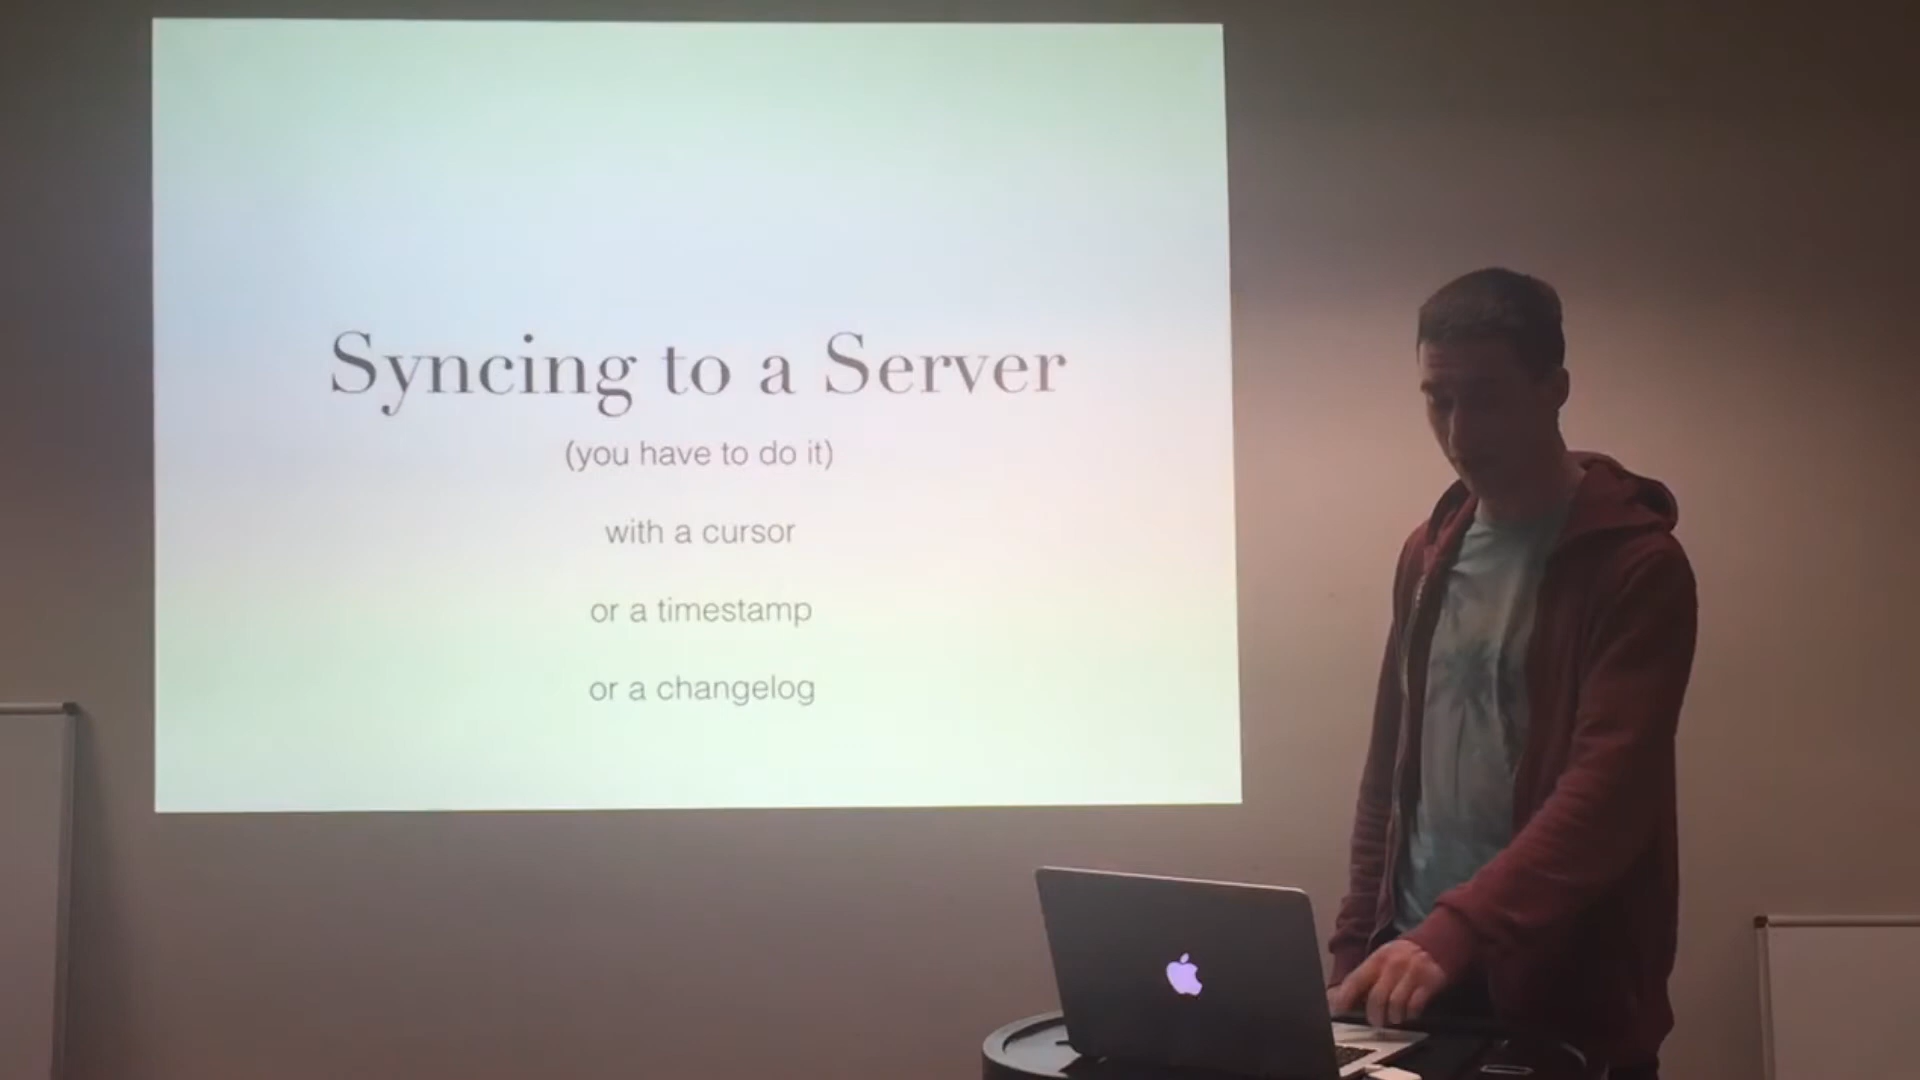 Syncing to a Server
(you have to do it)
with a cursor
or a timestamp
or a changelog